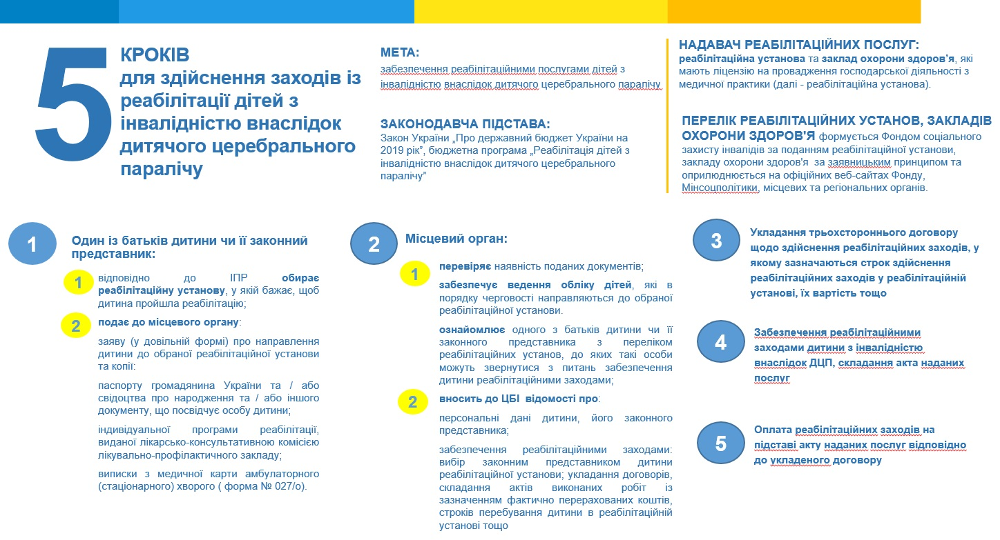 5
КРОКІВ
для здійснення заходів із
реабілітації дітей з
інвалідністю внаслідок
дитячого церебрального
паралічу
МЕТА:
забезпечення реабілітаційними послугами дітей з
інвалідністю внаслідок дитячого церебрального паралічу
ЗАКОНОДАВЧА ПІДСТАВА:
Закон України „Про державний бюджет України на
2019 рік”, бюджетна програма „Реабілітація дітей з
інвалідністю внаслідок дитячого церебрального
паралічу”
НАДАВАЧ РЕАБІЛІТАЦІЙНИХ ПОСЛУГ:
реабілітаційна установа та заклад охорони здоров’я, які
мають ліцензію на провадження господарської діяльності з
медичної практики (далі - реабілітаційна установа).
ПЕРЕЛІК РЕАБІЛІТАЦІЙНИХ УСТАНОВ, ЗАКЛАДІВ
ОХОРОНИ ЗДОРОВ'Я формується Фондом соціального
захисту інвалідів за поданням реабілітаційної установи,
закладу охорони здоров'я за заявницьким принципом та
оприлюднюється на офіційних веб-сайтах Фонду,
Мінсоцполітики, місцевих та регіональних органів.
1
Один із батьків дитини чи її законний
представник:
1
відповідно до ІПР обирає
реабілітаційну установу, у якій бажає, щоб
дитина пройшла реабілітацію;
2
подає до місцевого органу:
заяву (у довільній формі) про направлення
дитини до обраної реабілітаційної установи
та копії:
паспорту громадянина України та / або
свідоцтва про народження та / або іншого
документу, що посвідчує особу дитини;
індивідуальної програми реабілітації,
виданої лікарсько-консультативною комісією
лікувально-профілактичного закладу;
виписки з медичної карти амбулаторного
(стаціонарного) хворого ( форма № 027/о).
2
Місцевий орган:
1
перевіряє наявність поданих документів;
забезпечує ведення обліку дітей, які в
порядку черговості направляються до обраної
реабілітаційної установи.
ознайомлює одного з батьків дитини чи її
законного представника з переліком
реабілітаційних установ, до яких такі особи
можуть звернутися з питань забезпечення
дитини реабілітаційними заходами;
2
вносить до ЦБІ відомості про:
персональні дані дитини, його законного
представника;
забезпечення реабілітаційними заходами:
вибір законним представником дитини
реабілітаційної установи; укладання договорів,
складання актів виконаних робіт із
зазначенням фактично перерахованих коштів,
строків перебування дитини в реабілітаційній
установі тощо
3
Укладання трьохстороннього договору
щодо здійснення реабілітаційних заходів, у
якому зазначаються строк здійснення
реабілітаційних заходів у реабілітаційній
установі, їх вартість тощо
4
Забезпечення реабілітаційними
заходами дитини з інвалідністю
внаслідок ДЦП, складання акта наданих
послуг
5
Оплата реабілітаційних заходів на
підставі акту наданих послуг відповідно
до укладеного договору